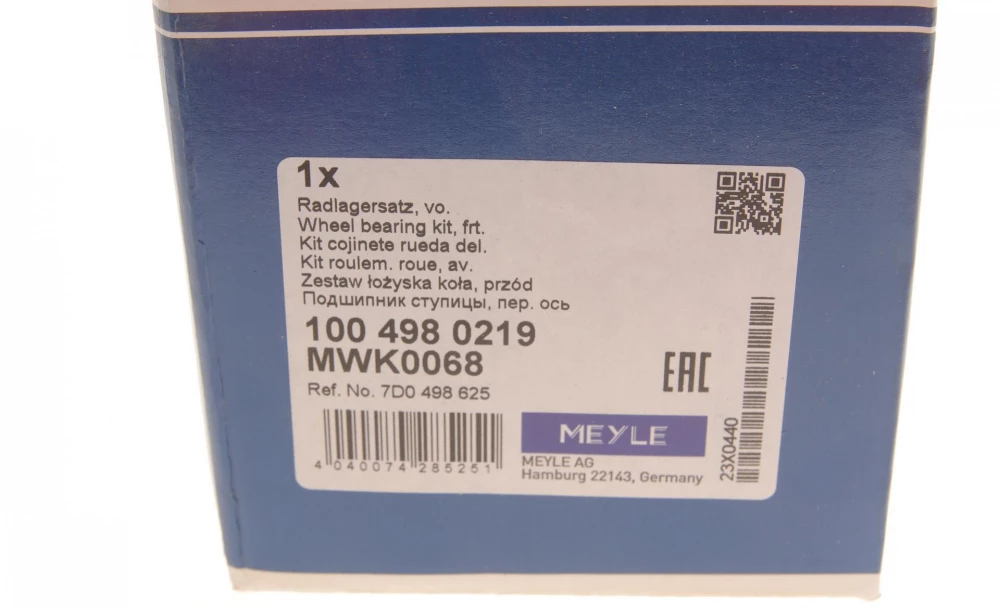 1x
Radlagersatz, vo.
Wheel bearing kit, frt.
Kit cojinete rueda del.
Kit roulem. roue, av.
Zestaw łożyska koła, przód
Подшипник ступицы, пер. ось
100 498 0219
MWK0068
Ref. No. 7D0 498 625
EAC
4 040074 285251
MEYLE
MEYLE AG
Hamburg 22143, Germany
23X0440